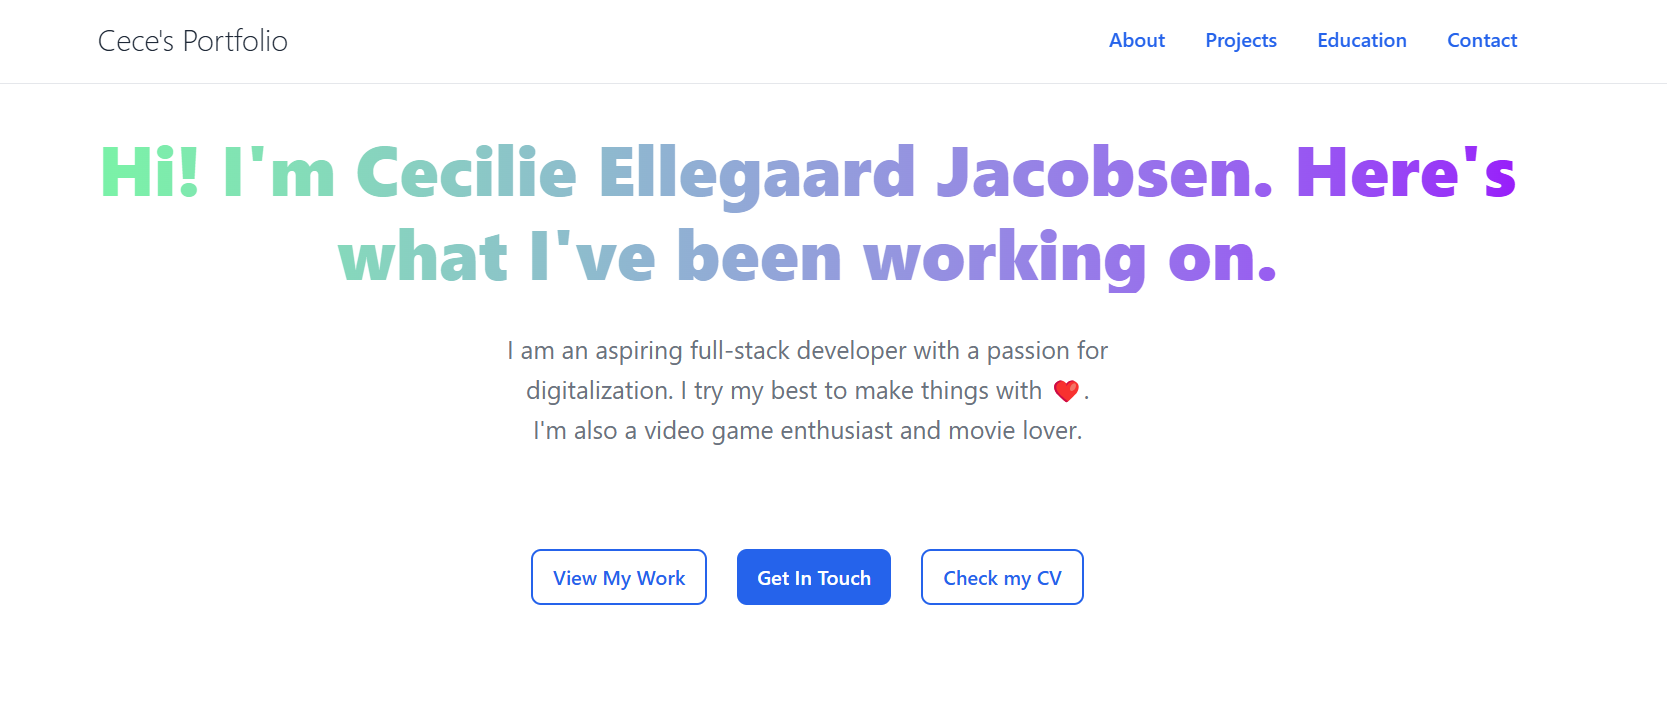 Cece's Portfolio
About Projects Education Contact
Hi! I'm Cecilie Ellegaard Jacobsen. Here's
what I've been working on.
I am an aspiring full-stack developer with a passion for
digitalization. I try my best to make things with ❤️.
I'm also a video game enthusiast and movie lover.
View My Work
Get In Touch
Check my CV